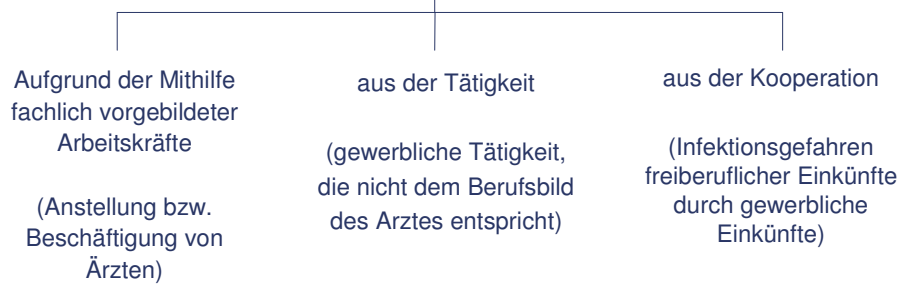 Aufgrund der Mithilfe
fachlich vorgebildeter
Arbeitskräfte
(Anstellung bzw.
Beschäftigung von
Ärzten)
aus der Tätigkeit
(gewerbliche Tätigkeit,
die nicht dem Berufsbild
des Arztes entspricht)
aus der Kooperation
(Infektionsgefahren
freiberuflicher Einkünfte
durch gewerbliche
Einkünfte)